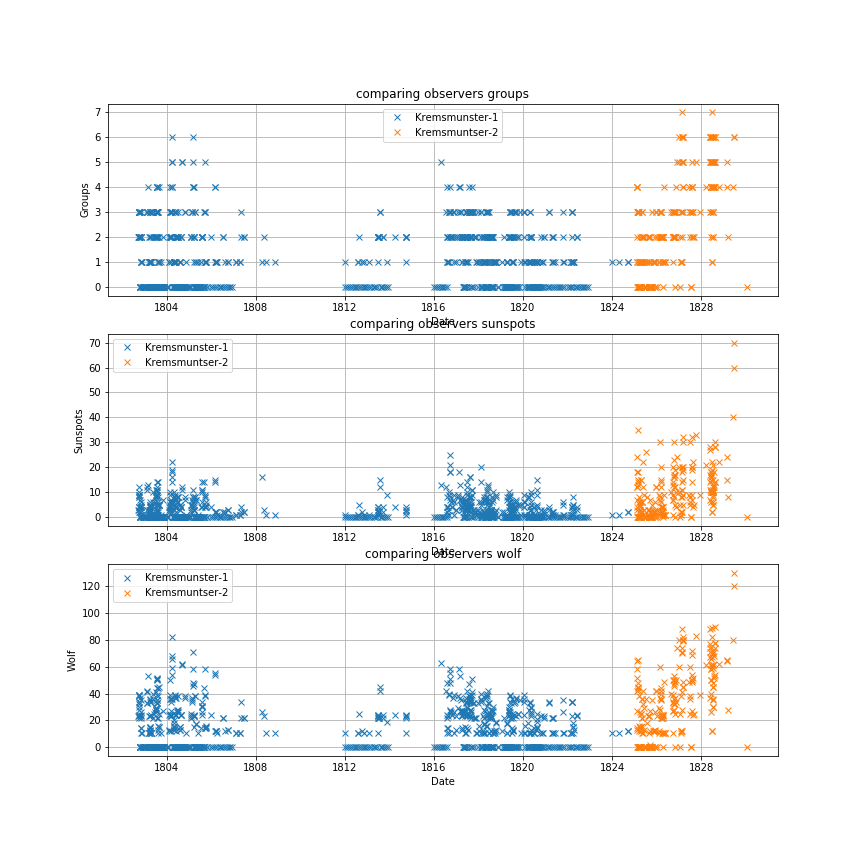 comparing observers groups
Kremsmunster-1
Kremsmuntser-2
7
6
5
4
3
2
1
0
Groups
1804 1808 1812 1816 1820 1824 1828
Date
comparing observers sunspots
Kremsmunster-1
Kremsmuntser-2
70
60
50
40
30
20
10
0
Sunspots
1804 1808 1812 1816 1820 1824 1828
Date
comparing observers wolf
Kremsmunster-1
Kremsmuntser-2
120
100
80
60
40
20
0
Wolf
1804 1808 1812 1816 1820 1824 1828
Date